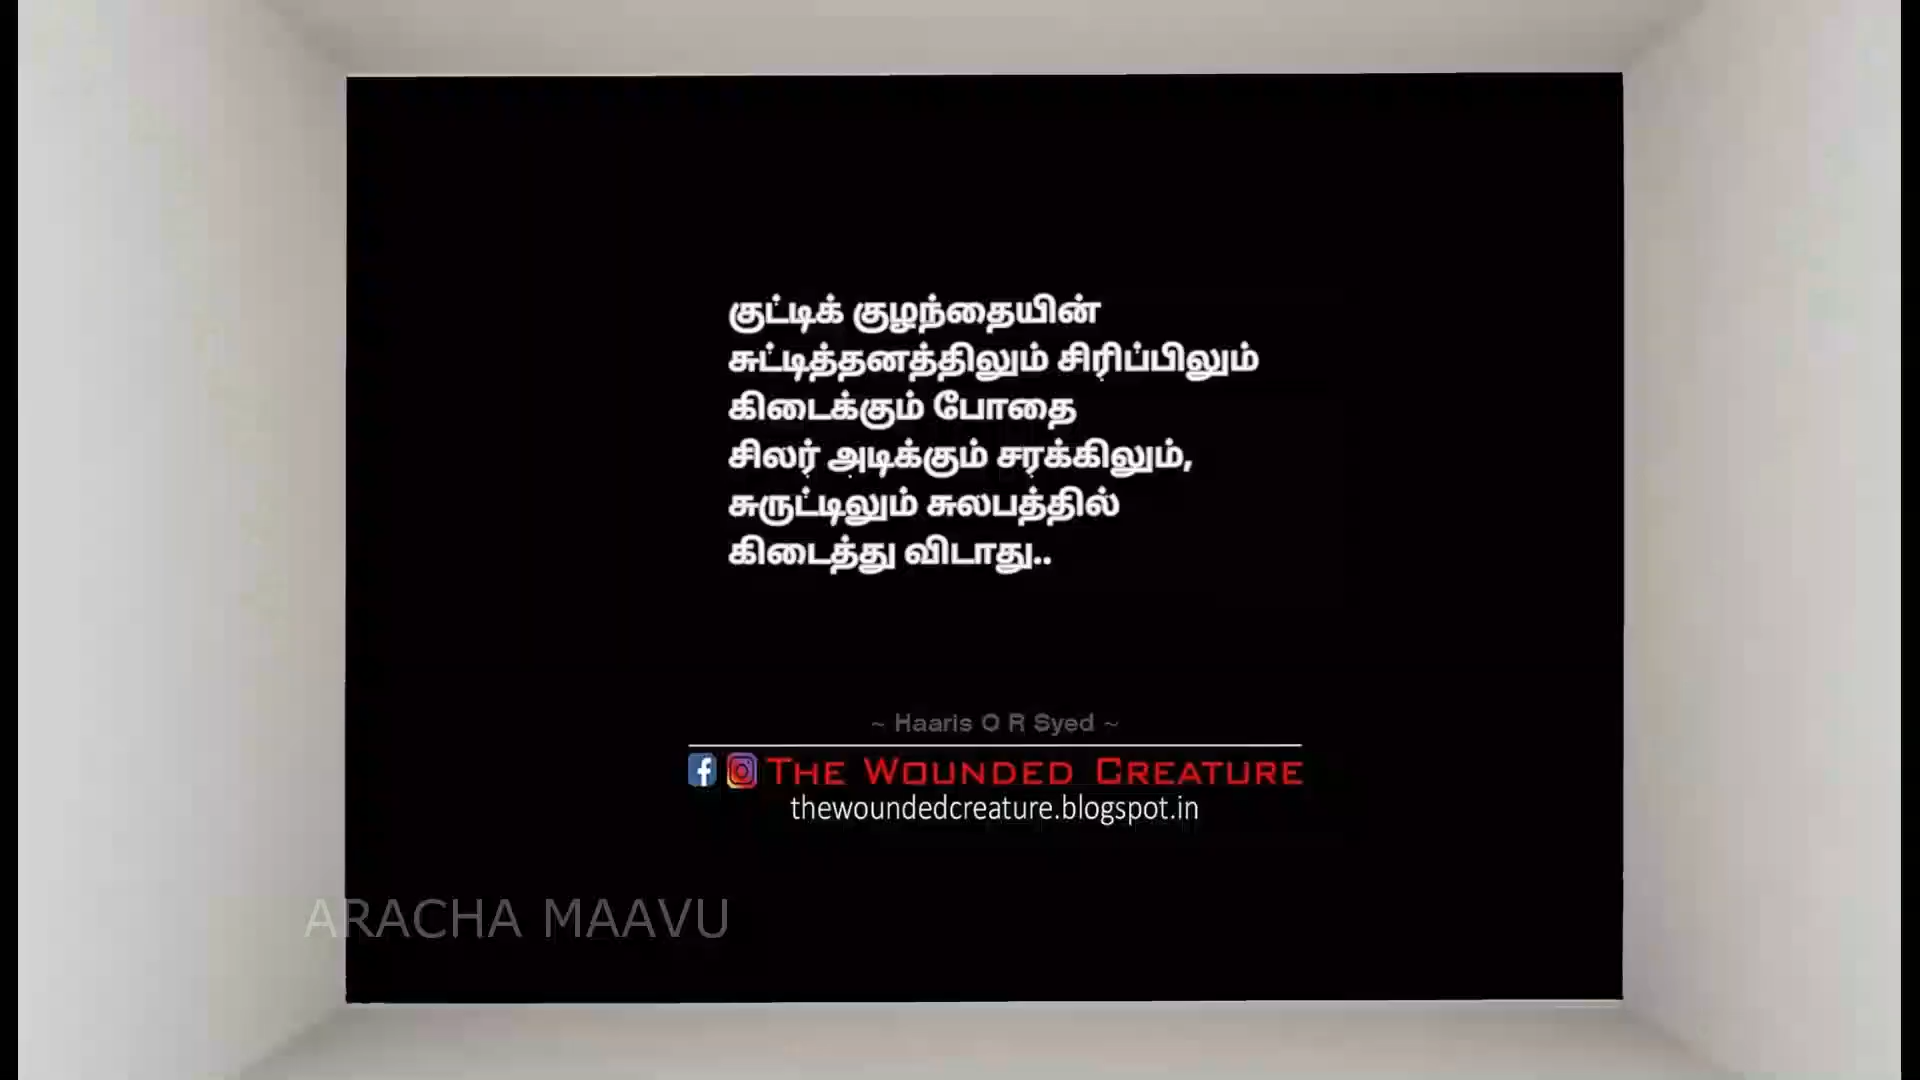 குட்டிக் குழந்தையின்
சுட்டித்தனத்திலும் சிரிப்பிலும்
கிடைக்கும் போதை
சிலர் அடிக்கும் சரக்கிலும்,
சுருட்டிலும் சுலபத்தில்
கிடைத்து விடாது..
~ Haaris O R Syed ~
THE WOUNDED CREATURE
thewoundedcreature.blogspot.in
ARACHA MAAVU